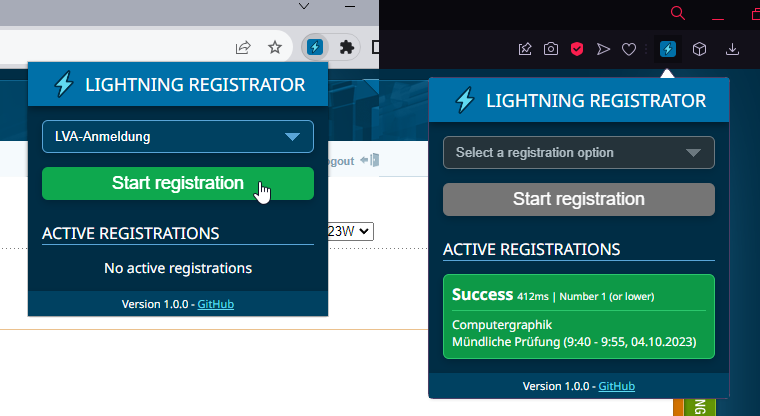 LIGHTNING REGISTRATOR
LVA-Anmeldung
Start registration
ACTIVE REGISTRATIONS
No active registrations
Version 1.0.0 - GitHub
ogout
23W
LIGHTNING REGISTRATOR
Select a registration option
Start registration
ACTIVE REGISTRATIONS
Success 412ms | Number 1 (or lower)
Computergraphik
Mündliche Prüfung (9:40 - 9:55, 04.10.2023)
Version 1.0.0 - GitHub
NG